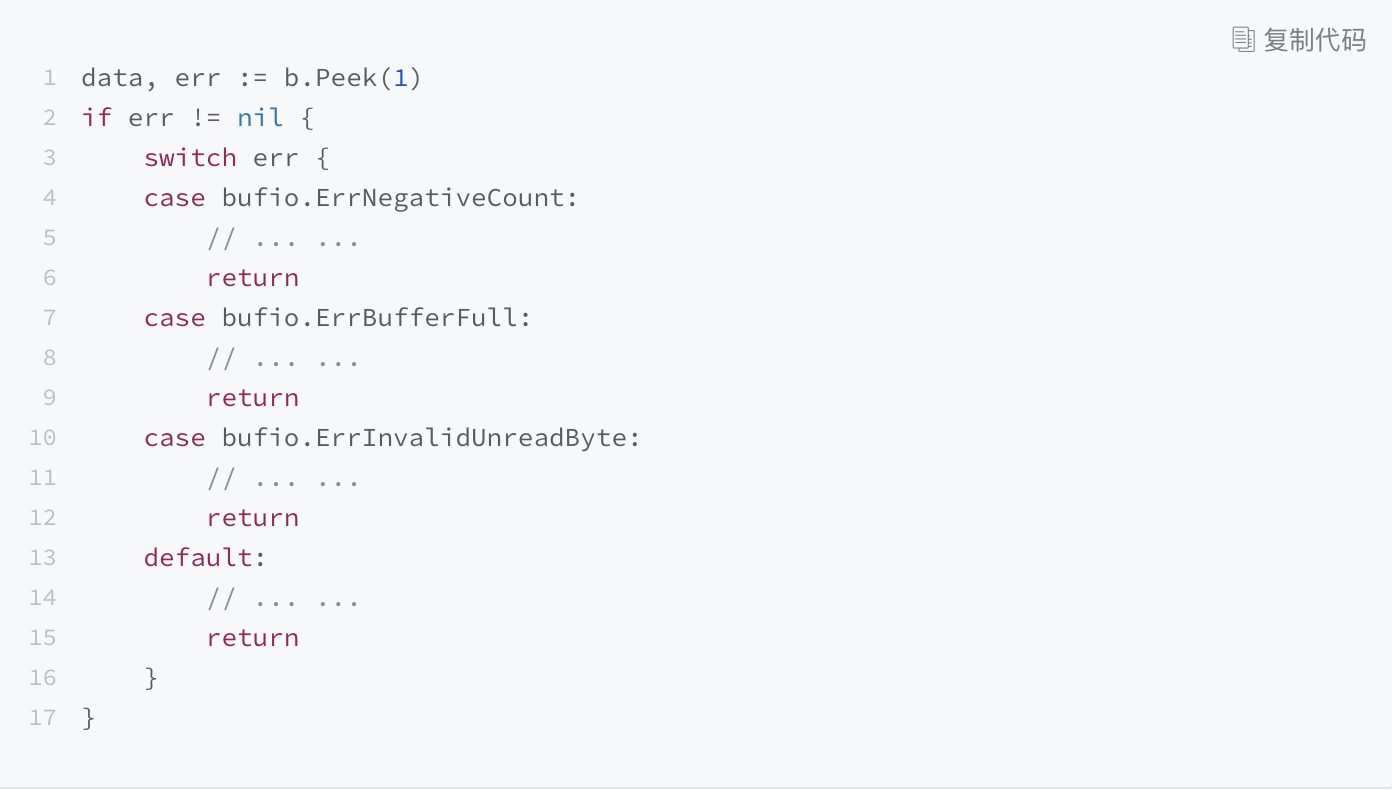 复制代码
1 data, err := b.Peek(1)
2 if err != nil {
3     switch err {
4     case bufio.ErrNegativeCount:
5         // ... ...
6         return
7     case bufio.ErrBufferFull:
8         // ... ...
9         return
10     case bufio.ErrInvalidUnreadByte:
11         // ... ...
12         return
13     default:
14         // ... ...
15         return
16     }
17 }